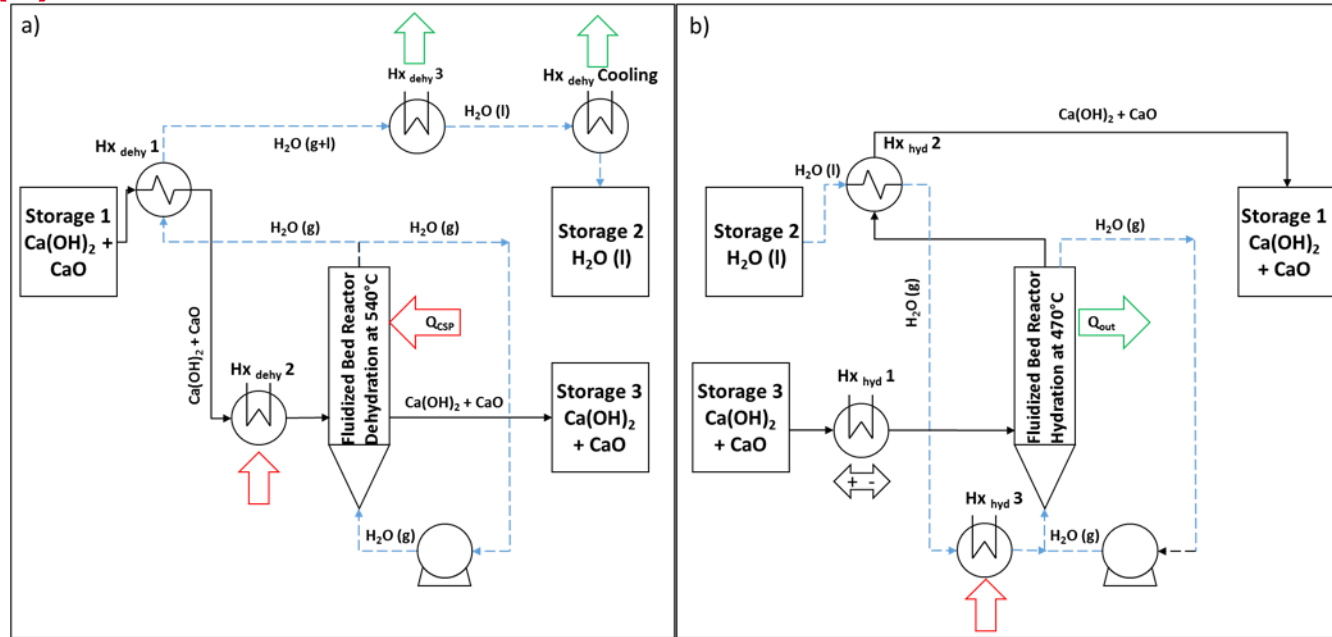 a)
Hx dehy 3
Hx dehy Cooling
H₂O (l)
H₂O (g+l)
Hx dehy 1
Storage 1
Ca(OH)₂ +
CaO
H₂O (g)
H₂O (g)
Storage 2
H₂O (l)
Ca(OH)₂ + CaO
Fluidized Bed Reactor
Dehydration at 540°C
Q_CSP
Hx dehy 2
Ca(OH)₂ + CaO
Storage 3
Ca(OH)₂
+ CaO
H₂O (g)
b)
Ca(OH)₂ + CaO
Hx hyd 2
H₂O (l)
Storage 2
H₂O (l)
H₂O (g)
H₂O (g)
Storage 1
Ca(OH)₂
+ CaO
Fluidized Bed Reactor
Hydration at 470°C
Q_out
Hx hyd 1
Storage 3
Ca(OH)₂
+ CaO
+ -
Hx hyd 3
H₂O (g)